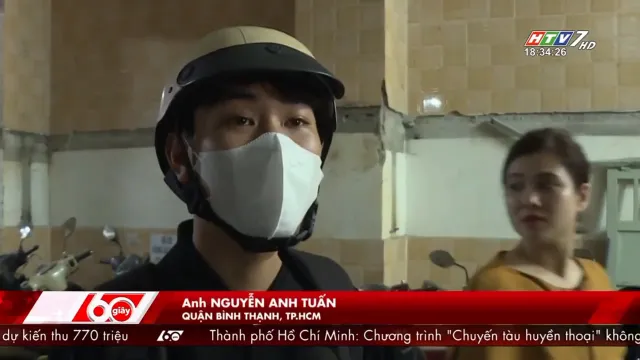 HTV7 HD
18:34:26
60 giây
Anh NGUYỄN ANH TUẤN
QUẬN BÌNH THẠNH, TP.HCM
dự kiến thu 770 triệu 60 giây Thành phố Hồ Chí Minh: Chương trình "Chuyến tàu huyền thoại" không